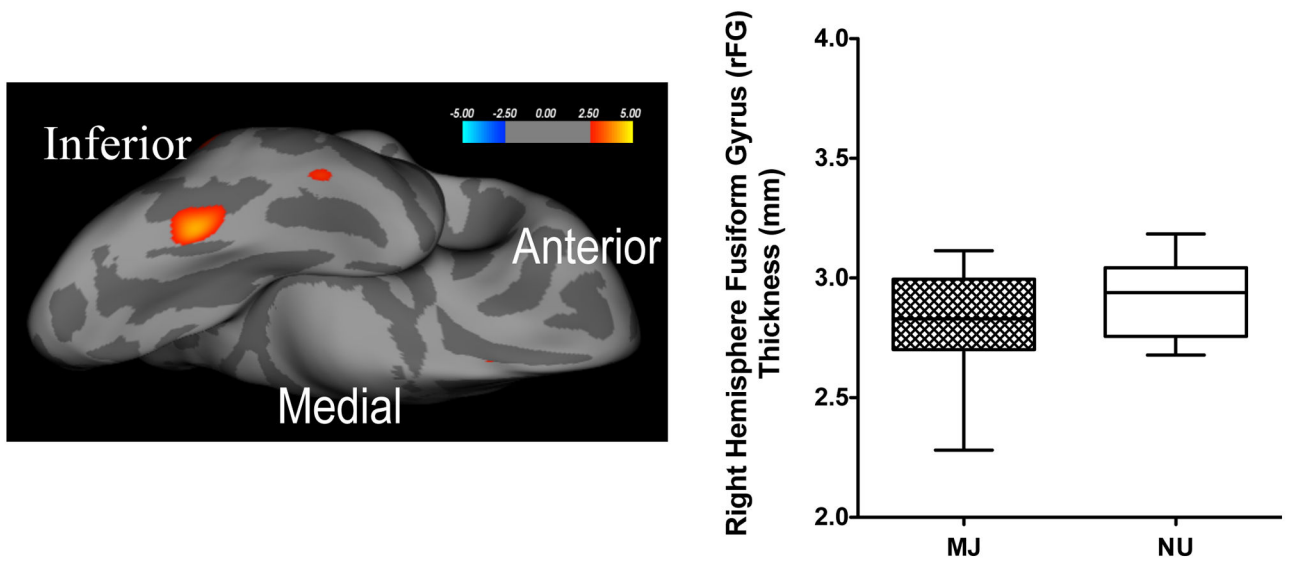 Inferior
-5.00 -2.50 0.00 2.50 5.00
Anterior
Medial
Right Hemisphere Fusiform Gyrus (rFG)
Thickness (mm)
4.0
3.5
3.0
2.5
2.0
MJ NU